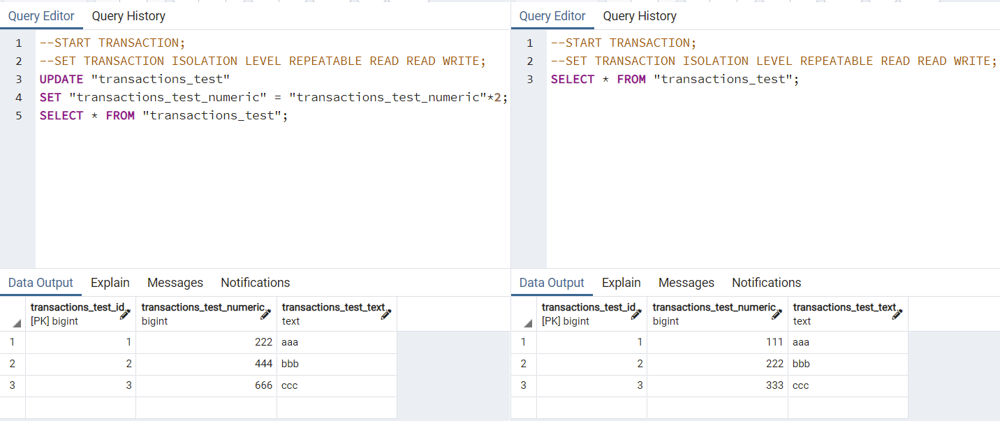 Query Editor Query History
1 --START TRANSACTION;
2 --SET TRANSACTION ISOLATION LEVEL REPEATABLE READ READ WRITE;
3 UPDATE "transactions_test"
4 SET "transactions_test_numeric" = "transactions_test_numeric"*2;
5 SELECT * FROM "transactions_test";
Data Output Explain Messages Notifications
transactions_test_id transactions_test_numeric transactions_test_text
[PK] bigint bigint text
1 1 222 aaa
2 2 444 bbb
3 3 666 ccc
Query Editor Query History
1 --START TRANSACTION;
2 --SET TRANSACTION ISOLATION LEVEL REPEATABLE READ READ WRITE;
3 SELECT * FROM "transactions_test";
Data Output Explain Messages Notifications
transactions_test_id transactions_test_numeric transactions_test_text
[PK] bigint bigint text
1 1 111 aaa
2 2 222 bbb
3 3 333 ccc